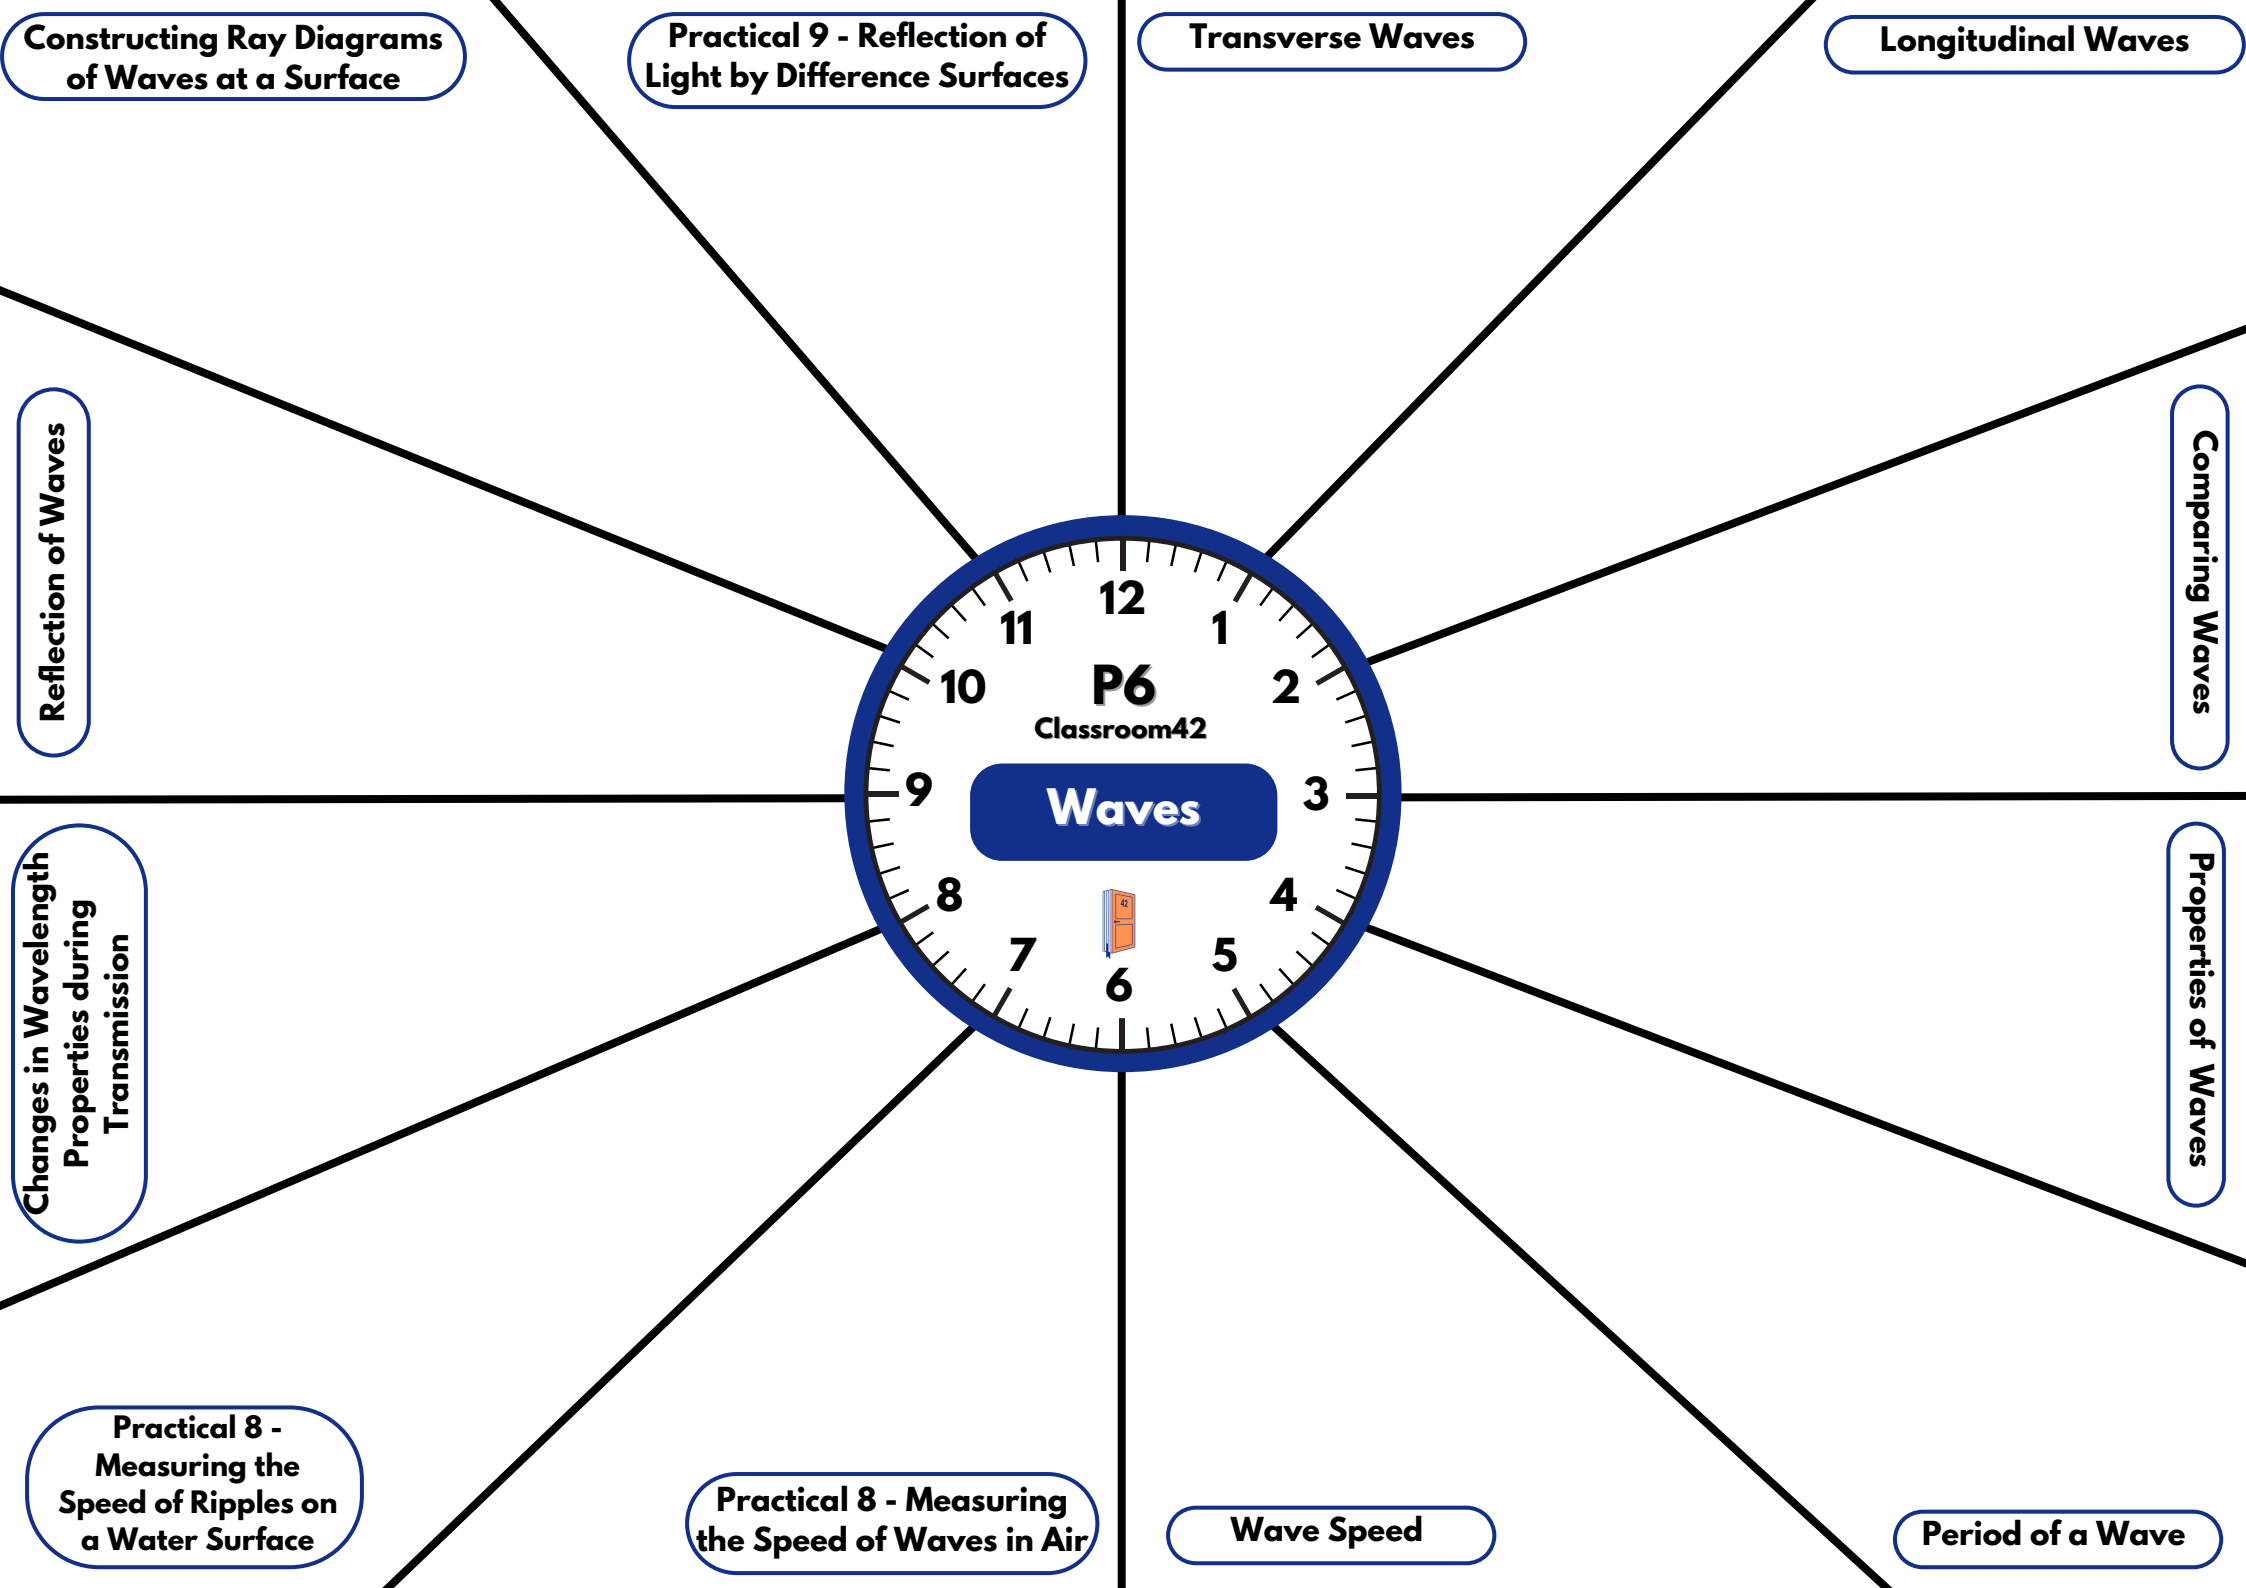 Constructing Ray Diagrams
of Waves at a Surface
Practical 9 - Reflection of
Light by Difference Surfaces
Transverse Waves
Longitudinal Waves
Reflection of Waves
Comparing Waves
12
11
1
10
2
P6
Classroom42
9
3
Waves
8
4
42
7
5
6
Changes in Wavelength
Properties during
Transmission
Properties of Waves
Practical 8 -
Measuring the
Speed of Ripples on
a Water Surface
Practical 8 - Measuring
the Speed of Waves in Air
Wave Speed
Period of a Wave